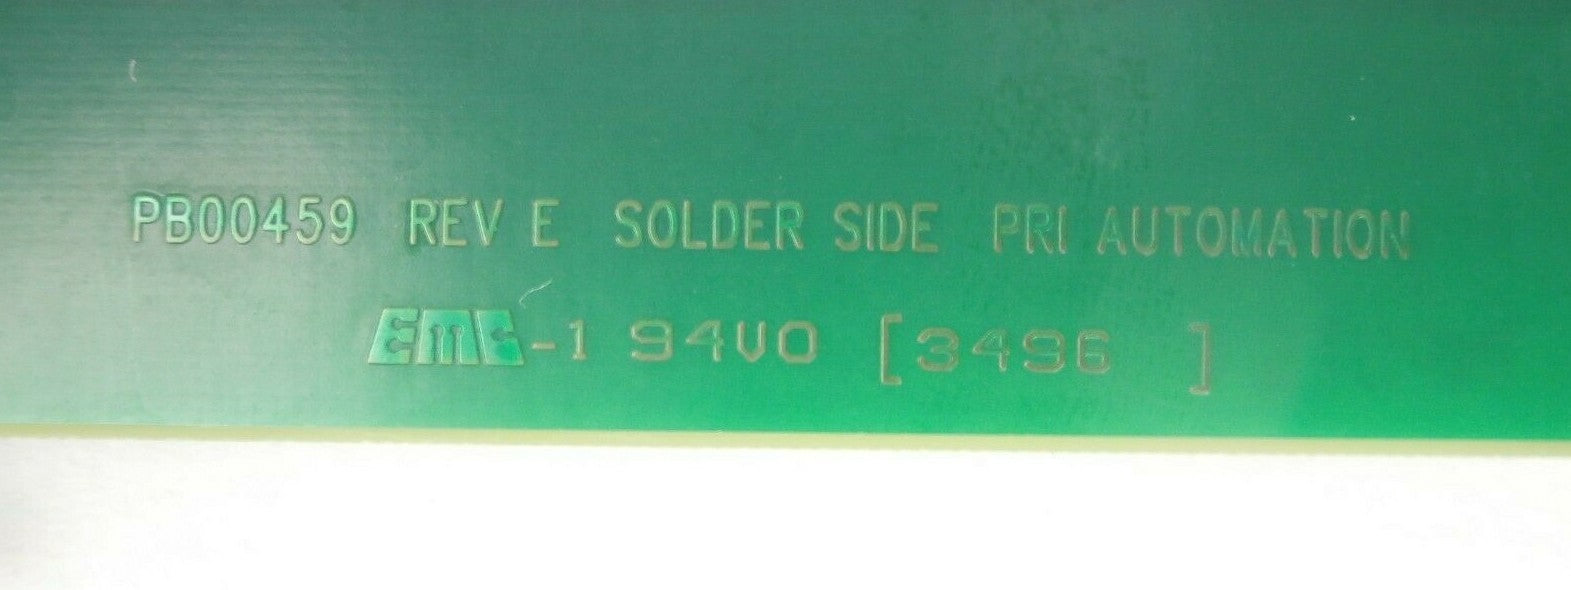 PB00459 REV E SOLDER SIDE PRI AUTOMATION
EMC-1 94V0 [3496 ]